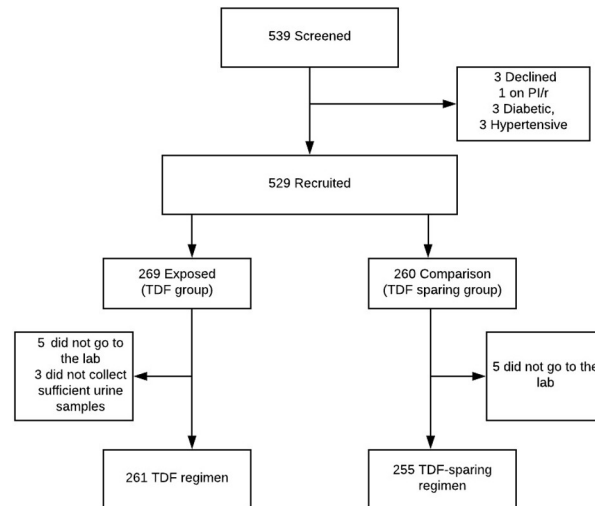 539 Screened
3 Declined
1 on PI/r
3 Diabetic,
3 Hypertensive
529 Recruited
269 Exposed
(TDF group)
260 Comparison
(TDF sparing group)
5 did not go to
the lab
3 did not collect
sufficient urine
samples
5 did not go to the
lab
261 TDF regimen
255 TDF-sparing
regimen